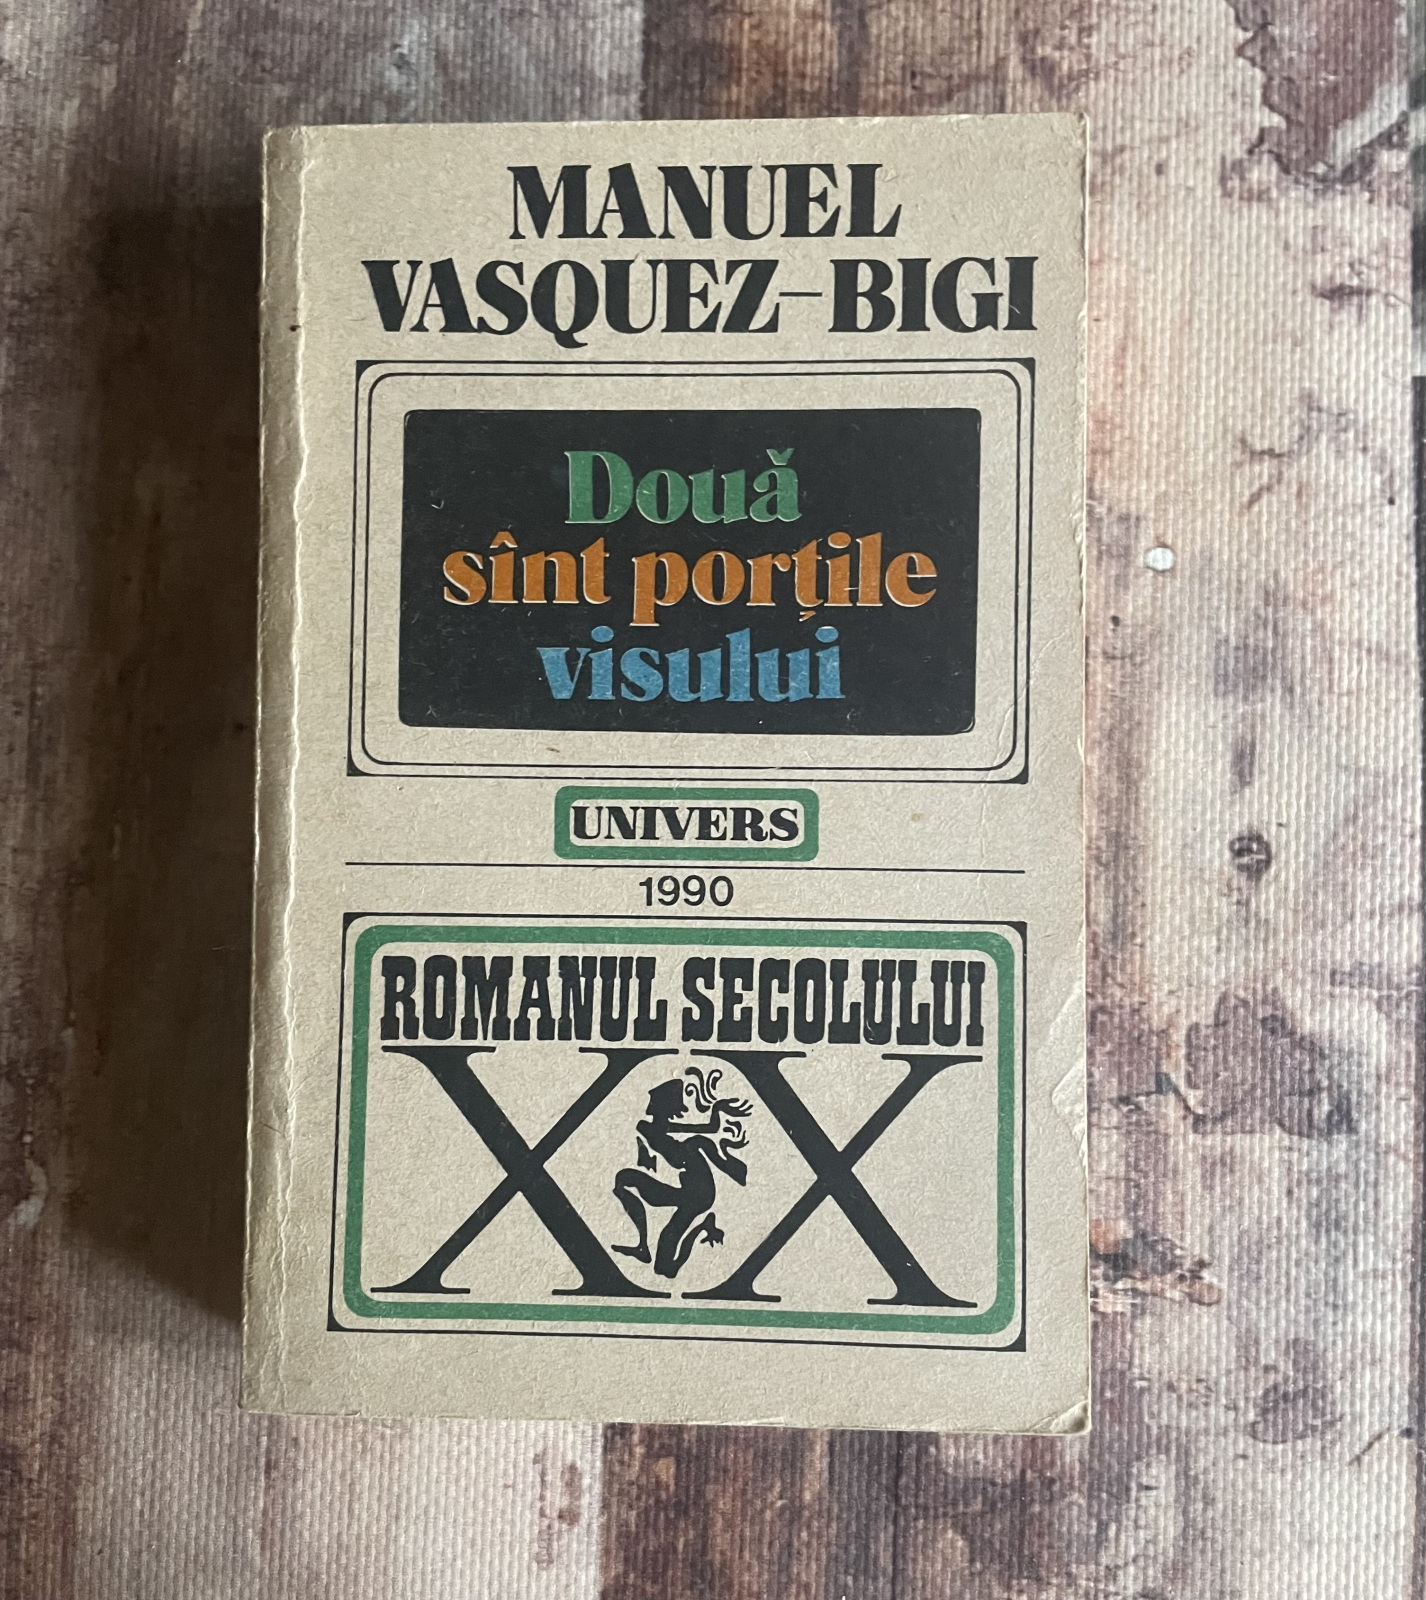 MANUEL
VASQUEZ-BIGI
Două
sînt porțile
visului
UNIVERS
1990
ROMANUL SECOLULUI
XX